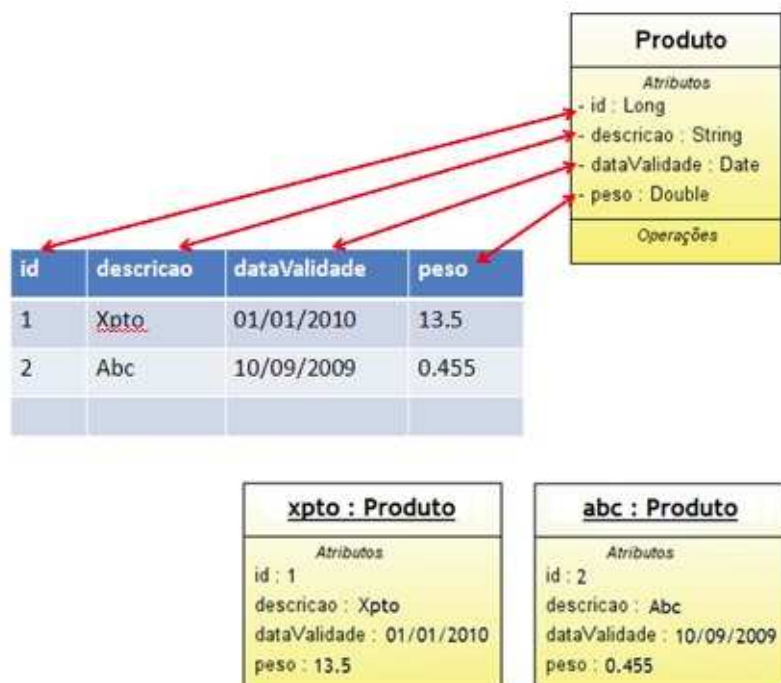 Produto
Atributos
- id : Long
- descricao : String
- dataValidade : Date
- peso : Double
Operações
id descricao dataValidade peso
1 Xpto 01/01/2010 13.5
2 Abc 10/09/2009 0.455
xpto : Produto
Atributos
id : 1
descricao : Xpto
dataValidade : 01/01/2010
peso : 13.5
abc : Produto
Atributos
id : 2
descricao : Abc
dataValidade : 10/09/2009
peso : 0.455